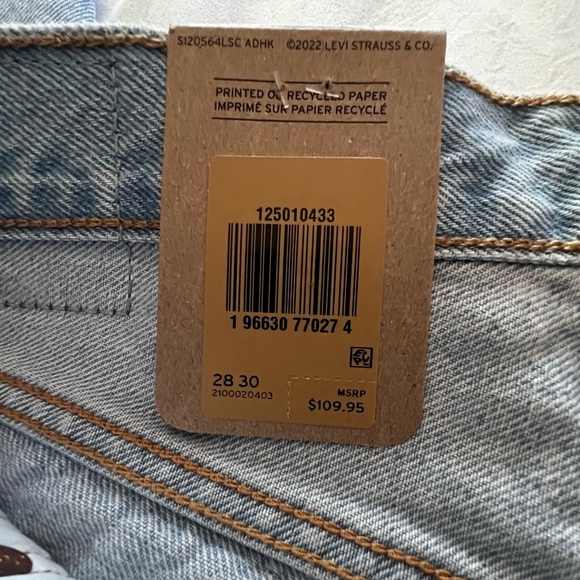 S120564LSC ADHK ©2022 LEVI STRAUSS & CO.
PRINTED ON RECYCLED PAPER
IMPRIMÉ SUR PAPIER RECYCLÉ
125010433
1 96630 77027 4
28 30
2100020403
MSRP
$109.95